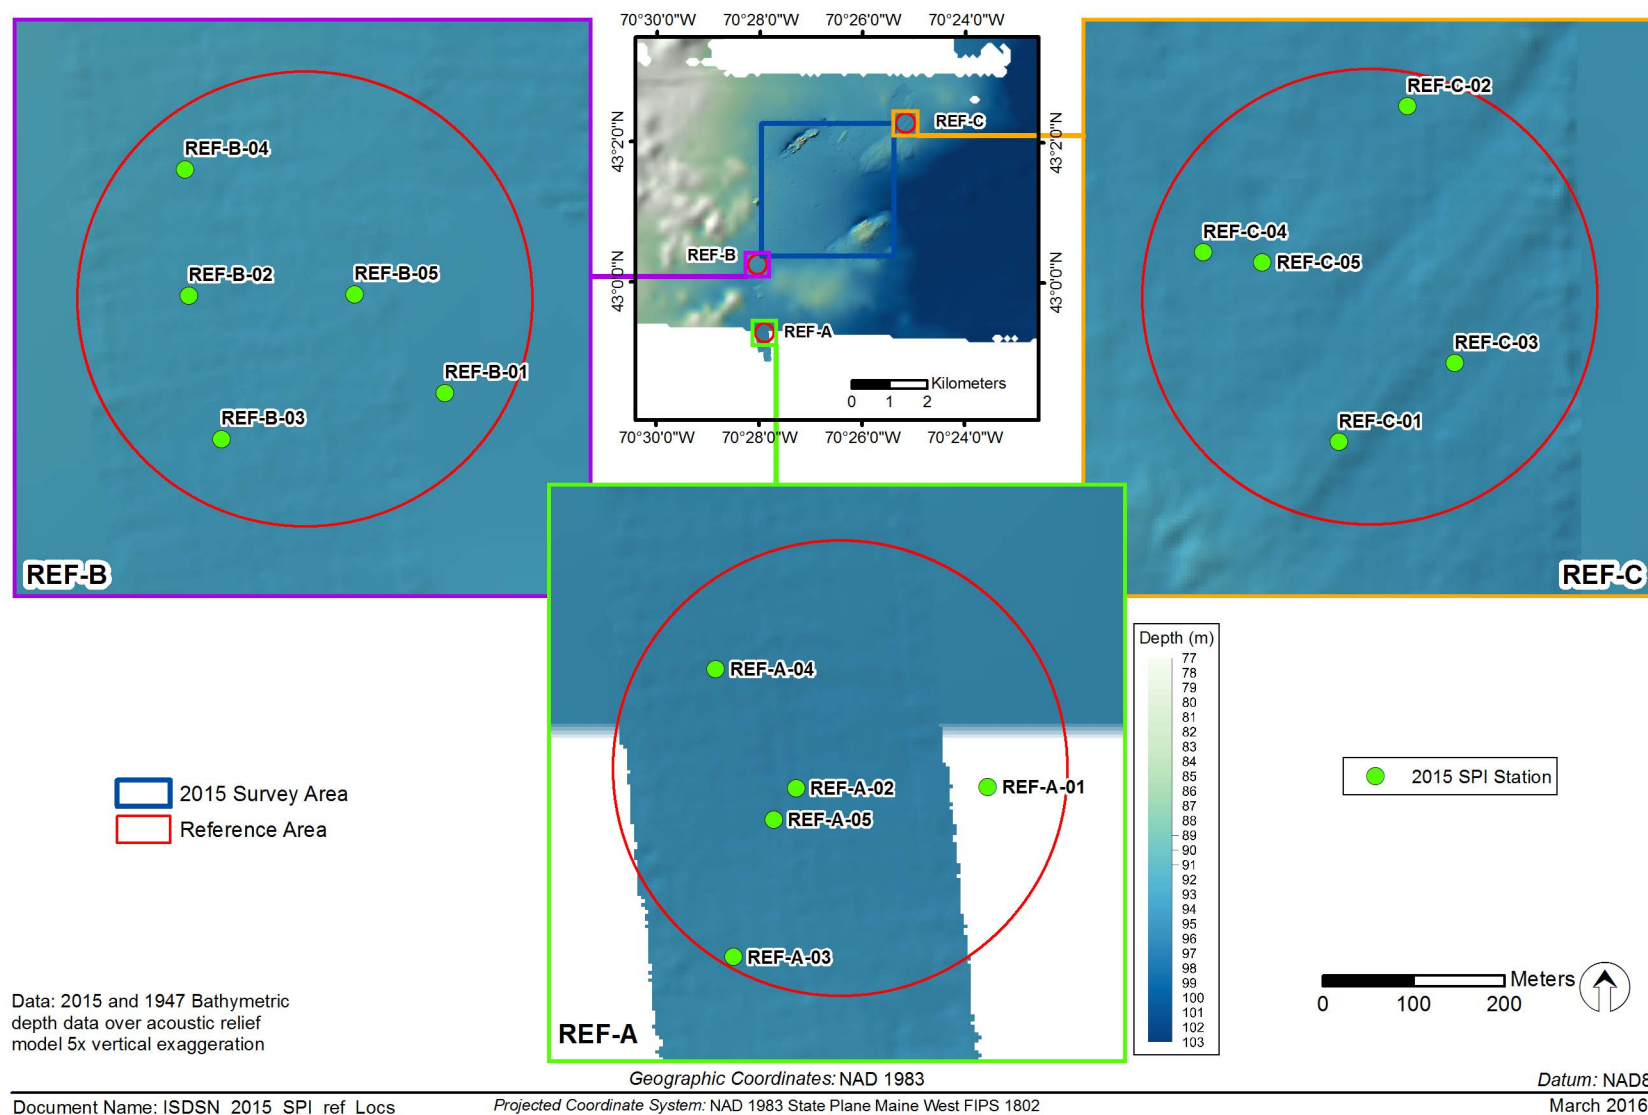 70°30'0"W 70°28'0"W 70°26'0"W 70°24'0"W
43°2'0"N
43°2'0"N
43°0'0"N
43°0'0"N
REF-C
REF-B
REF-A
Kilometers
0 1 2
70°30'0"W 70°28'0"W 70°26'0"W 70°24'0"W
REF-B-04
REF-B-02
REF-B-05
REF-B-01
REF-B-03
REF-B
REF-C-02
REF-C-04
REF-C-05
REF-C-03
REF-C-01
REF-C
REF-A-04
REF-A-02
REF-A-01
REF-A-05
REF-A-03
REF-A
Depth (m)
77
78
79
80
81
82
83
84
85
86
87
88
89
90
91
92
93
94
95
96
97
98
99
100
101
102
103
2015 Survey Area
Reference Area
2015 SPI Station
Meters
0 100 200
Data: 2015 and 1947 Bathymetric
depth data over acoustic relief
model 5x vertical exaggeration
Geographic Coordinates: NAD 1983
Datum: NAD8
Document Name: ISDSN_2015_SPI_ref_Locs
Projected Coordinate System: NAD 1983 State Plane Maine West FIPS 1802
March 2016